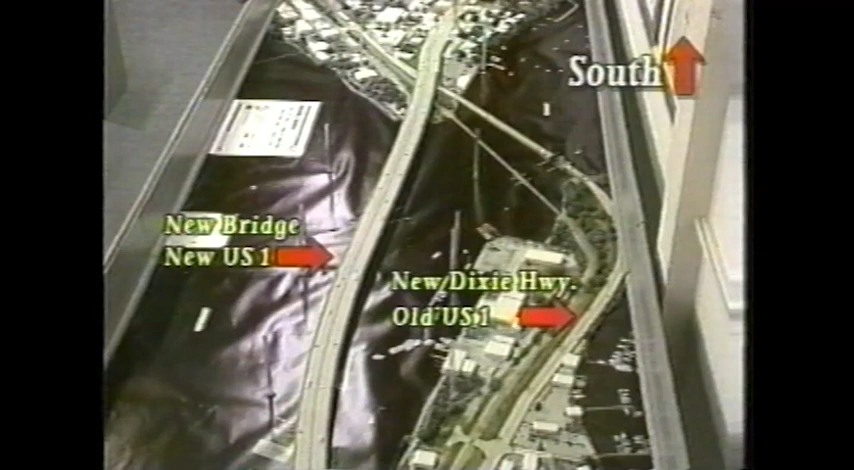 South
New Bridge
New US 1
New/Dixie Hwy.
Old US 1